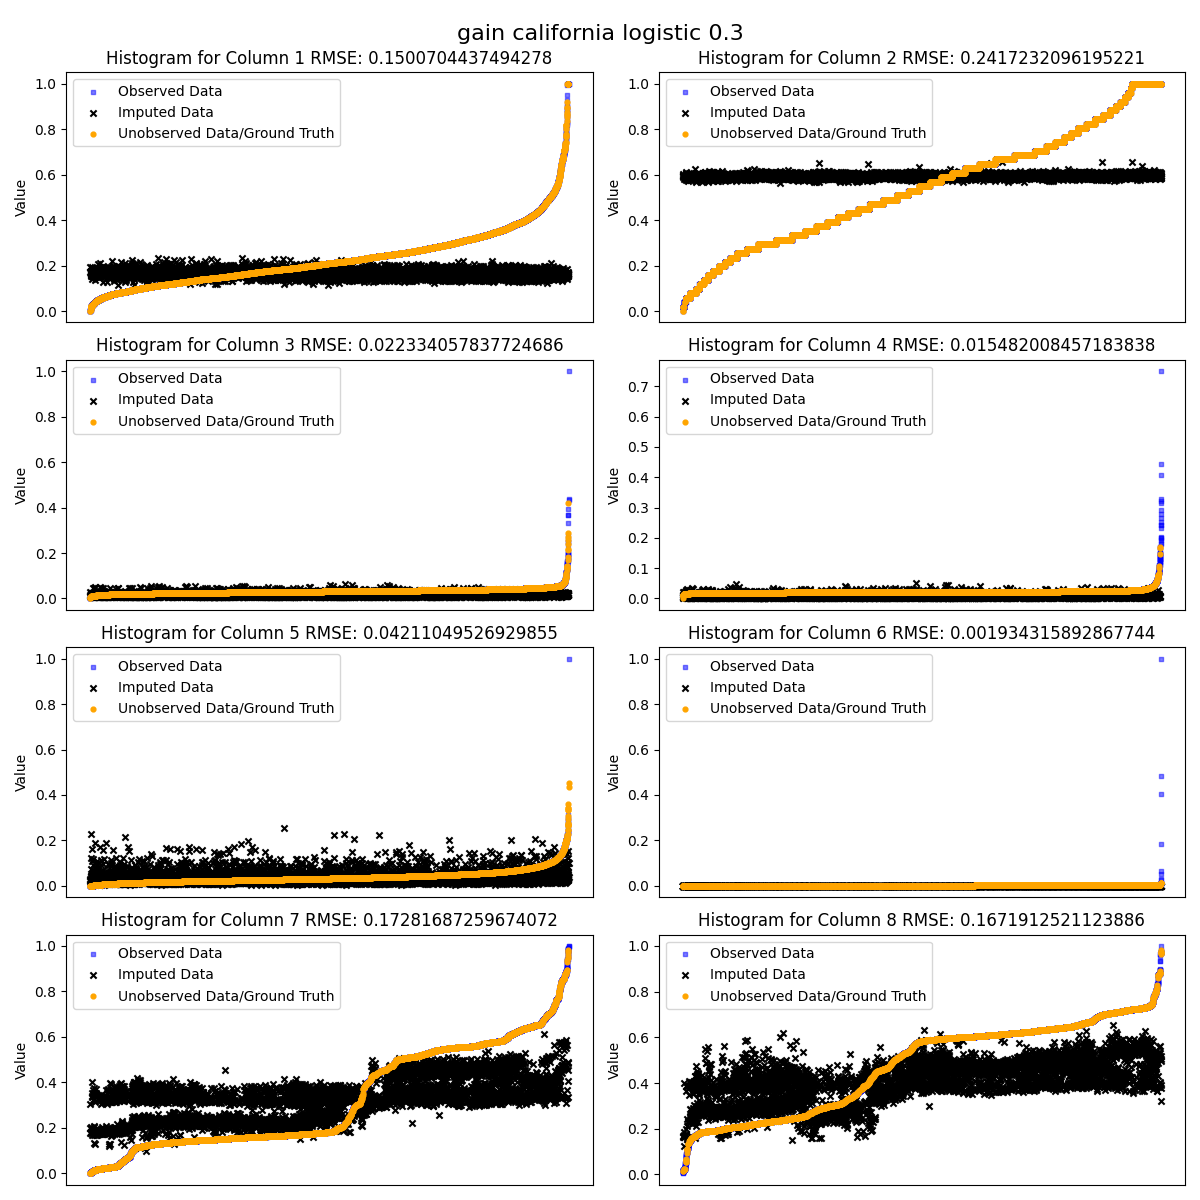 gain california logistic 0.3
Histogram for Column 1 RMSE: 0.1500704437494278
Value
1.0
0.8
0.6
0.4
0.2
0.0
Observed Data
Imputed Data
Unobserved Data/Ground Truth
Histogram for Column 2 RMSE: 0.2417232096195221
Value
1.0
0.8
0.6
0.4
0.2
0.0
Observed Data
Imputed Data
Unobserved Data/Ground Truth
Histogram for Column 3 RMSE: 0.022334057837724686
Value
1.0
0.8
0.6
0.4
0.2
0.0
Observed Data
Imputed Data
Unobserved Data/Ground Truth
Histogram for Column 4 RMSE: 0.015482008457183838
Value
0.7
0.6
0.5
0.4
0.3
0.2
0.1
0.0
Observed Data
Imputed Data
Unobserved Data/Ground Truth
Histogram for Column 5 RMSE: 0.04211049526929855
Value
1.0
0.8
0.6
0.4
0.2
0.0
Observed Data
Imputed Data
Unobserved Data/Ground Truth
Histogram for Column 6 RMSE: 0.0019343158928677​44
Value
1.0
0.8
0.6
0.4
0.2
0.0
Observed Data
Imputed Data
Unobserved Data/Ground Truth
Histogram for Column 7 RMSE: 0.17281687259674072
Value
1.0
0.8
0.6
0.4
0.2
0.0
Observed Data
Imputed Data
Unobserved Data/Ground Truth
Histogram for Column 8 RMSE: 0.1671912521123886
Value
1.0
0.8
0.6
0.4
0.2
0.0
Observed Data
Imputed Data
Unobserved Data/Ground Truth